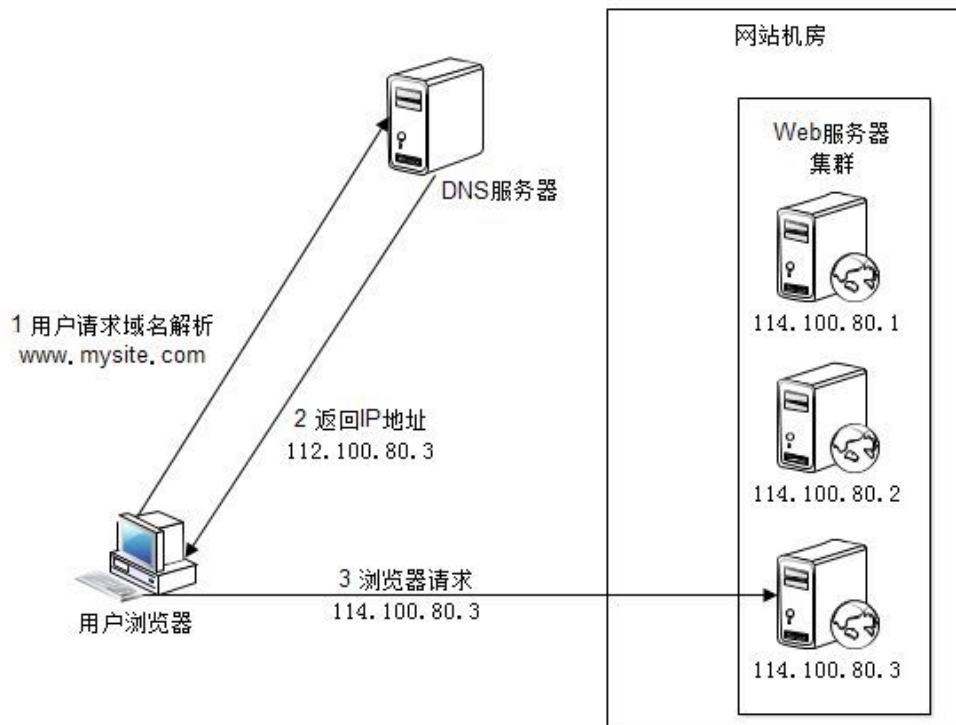 网站机房
Web服务器
集群
DNS服务器
114.100.80.1
1 用户请求域名解析
www.mysite.com
2 返回IP地址
112.100.80.3
114.100.80.2
3 浏览器请求
114.100.80.3
用户浏览器
114.100.80.3